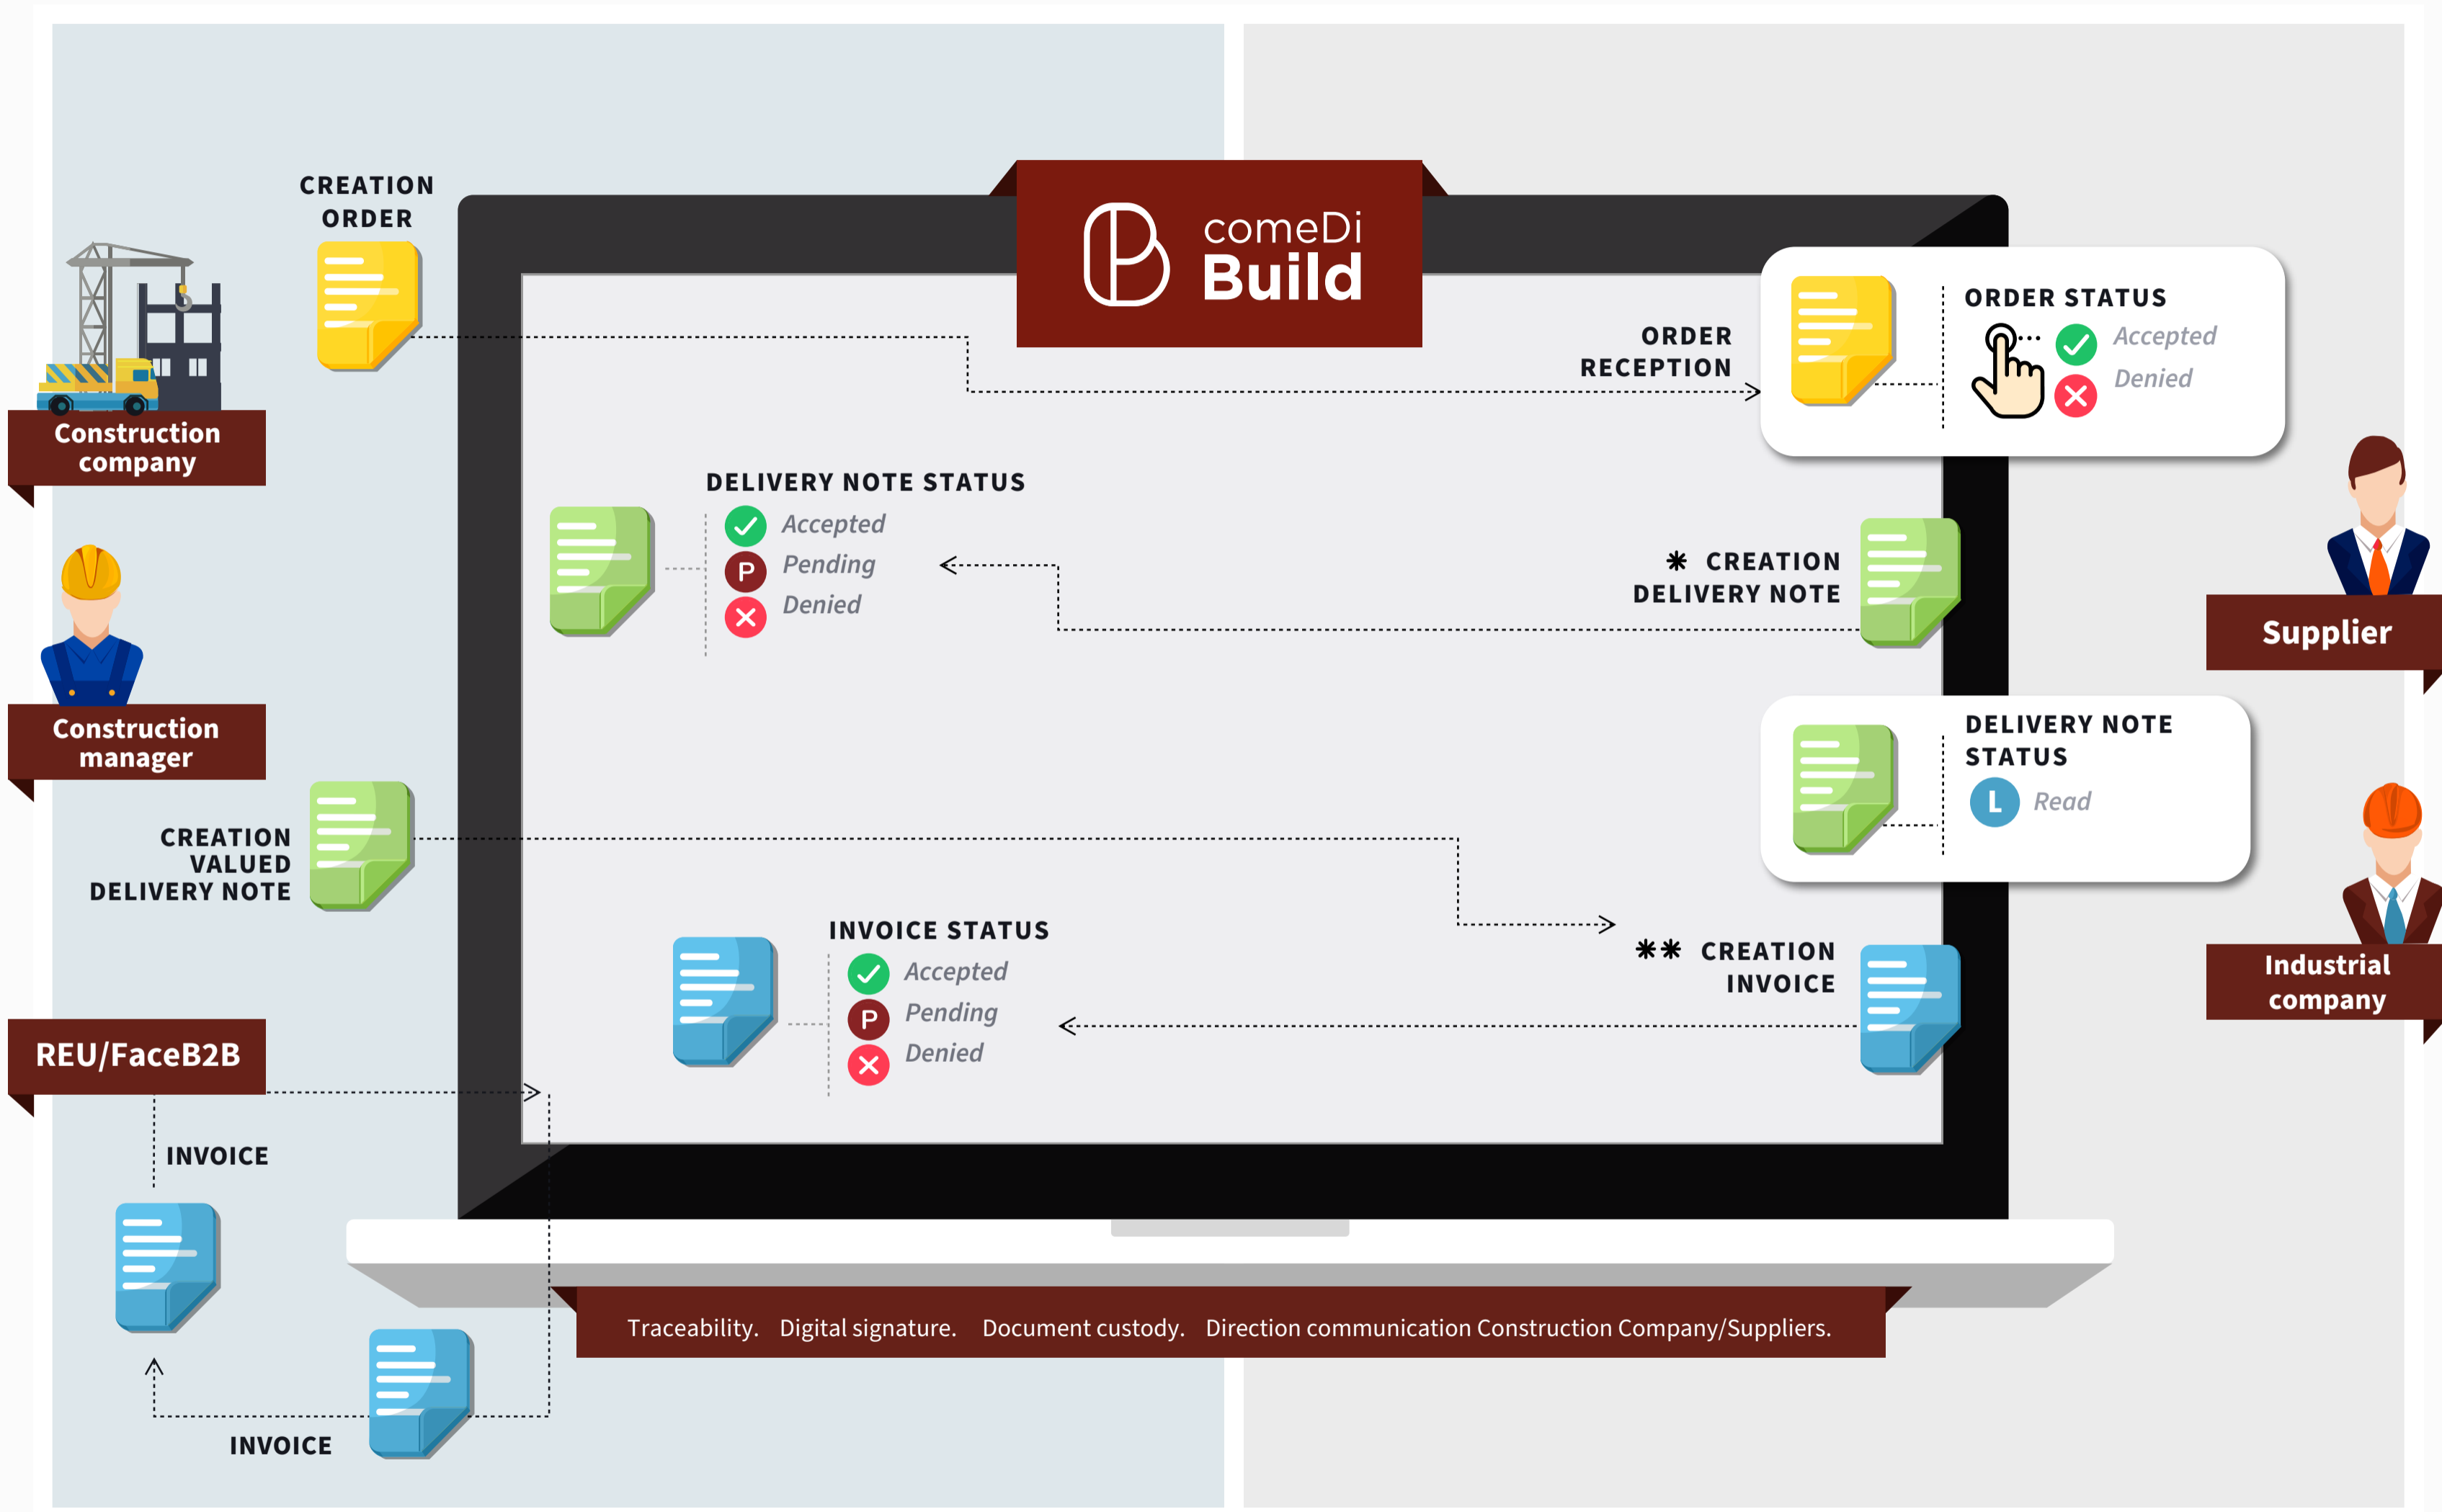 CREATION
ORDER
comeDi
Build
ORDER
RECEPTION
ORDER STATUS
Accepted
Denied
Construction
company
DELIVERY NOTE STATUS
Accepted
P
Pending
Denied
* CREATION
DELIVERY NOTE
Supplier
Construction
manager
DELIVERY NOTE
STATUS
L
Read
CREATION
VALUED
DELIVERY NOTE
INVOICE STATUS
Accepted
P
Pending
Denied
** CREATION
INVOICE
Industrial
company
REU/FaceB2B
INVOICE
INVOICE
Traceability. Digital signature. Document custody. Direction communication Construction Company/Suppliers.